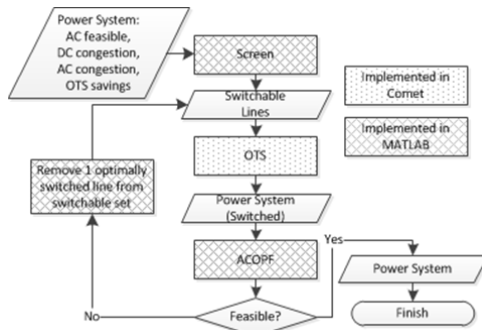 Power System:
AC feasible,
DC congestion,
AC congestion,
OTS savings
Screen
Switchable
Lines
Implemented in
Comet
Implemented in
MATLAB
OTS
Remove 1 optimally
switched line from
switchable set
Power System
(Switched)
ACOPF
Yes
Power System
No
Feasible?
Finish